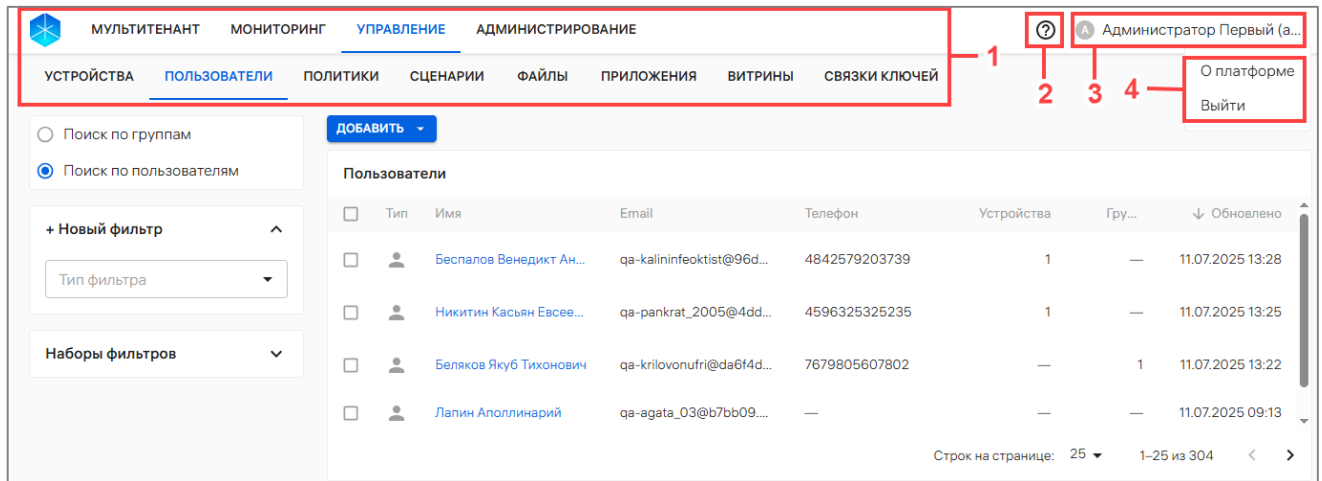 МУЛЬТИТЕНАНТ МОНИТОРИНГ УПРАВЛЕНИЕ АДМИНИСТРИРОВАНИЕ ? А Администратор Первый (а...
УСТРОЙСТВА ПОЛЬЗОВАТЕЛИ ПОЛИТИКИ СЦЕНАРИИ ФАЙЛЫ ПРИЛОЖЕНИЯ ВИТРИНЫ СВЯЗКИ КЛЮЧЕЙ
1
2
3
4
О платформе
Выйти
Поиск по группам
Поиск по пользователям
+ Новый фильтр
Тип фильтра
Наборы фильтров
ДОБАВИТЬ
Пользователи
Тип Имя Email Телефон Устройства Гру... ↓ Обновлено
Беспалов Венедикт Ан... qa-kalininfeoktist@96d... 4842579203739 1 — 11.07.2025 13:28
Никитин Касьян Евсее... qa-pankrat_2005@4dd... 4596325325235 1 — 11.07.2025 13:25
Беляков Якуб Тихонович qa-krilovonufri@da6f4d... 7679805607802 — 1 11.07.2025 13:22
Лапин Аполлинарий qa-agata_03@b7bb09.... — — — 11.07.2025 09:13
Строк на странице: 25 1–25 из 304